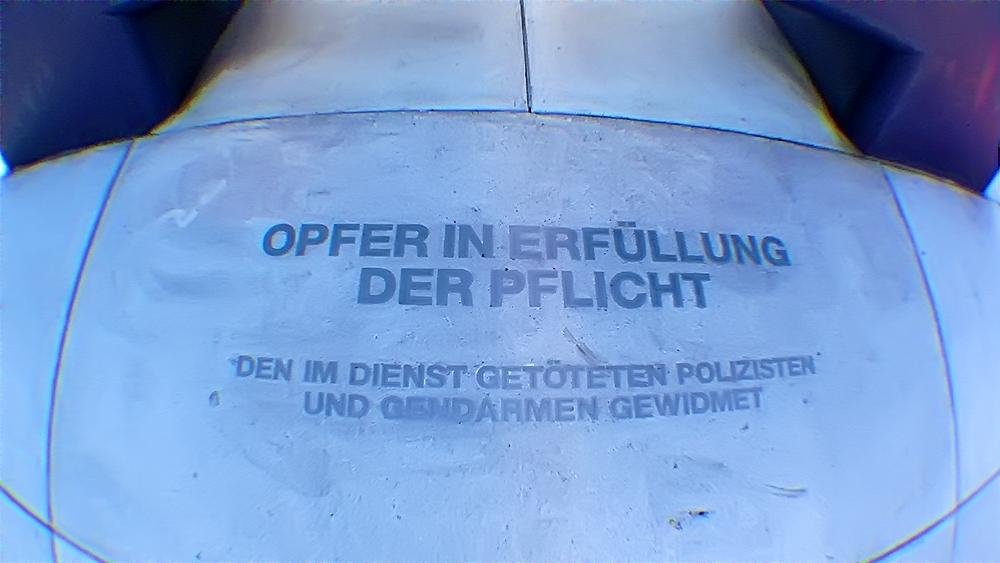 OPFER IN ERFÜLLUNG
DER PFLICHT
DEN IM DIENST GETÖTETEN POLIZISTEN
UND GENDARMEN GEWIDMET